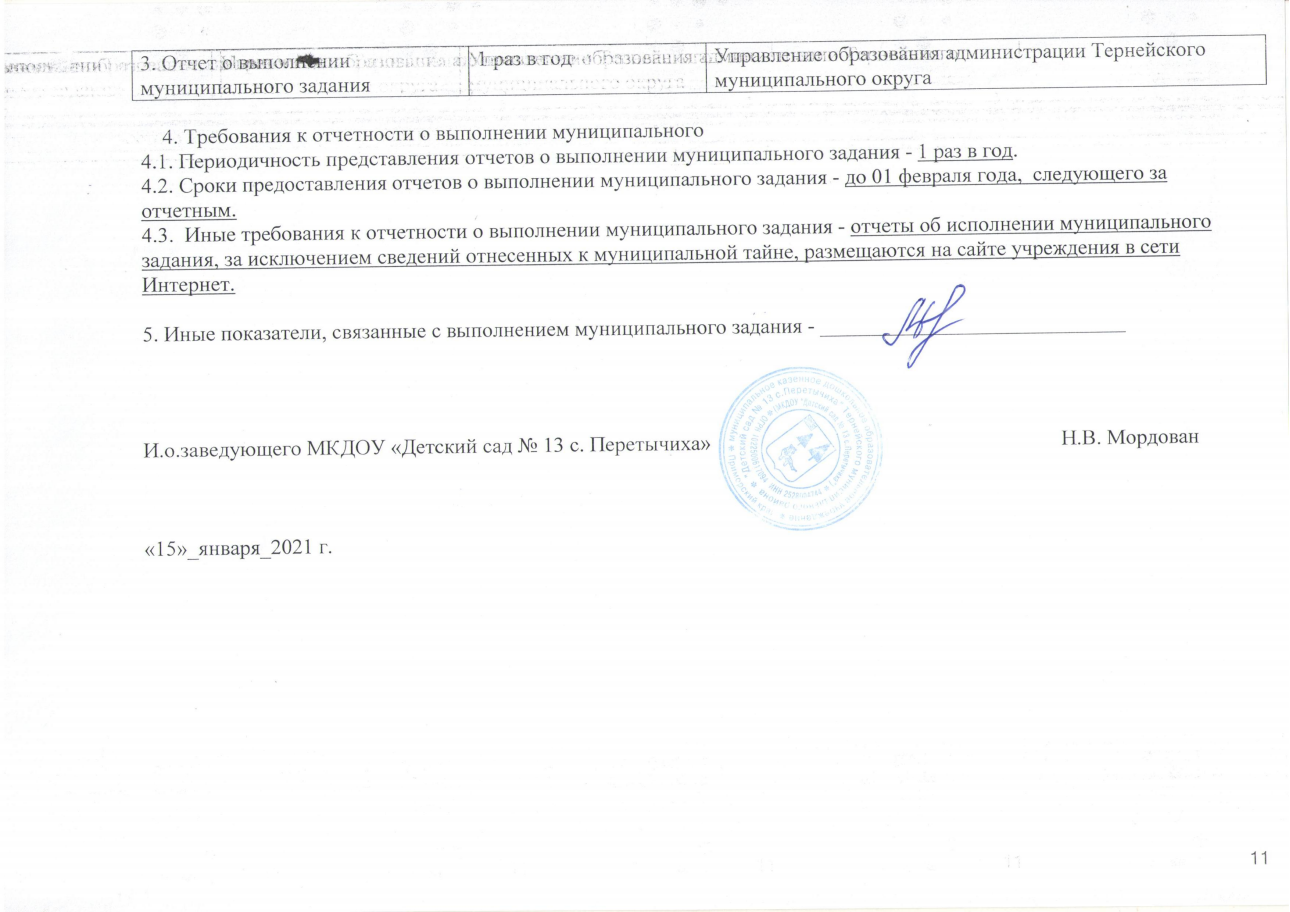 3. Отчет о выполнении
муниципального задания
1 раз в год
Управление образования администрации Тернейского
муниципального округа
4. Требования к отчетности о выполнении муниципального
4.1. Периодичность представления отчетов о выполнении муниципального задания - 1 раз в год.
4.2. Сроки предоставления отчетов о выполнении муниципального задания - до 01 февраля года, следующего за
отчетным.
4.3. Иные требования к отчетности о выполнении муниципального задания - отчеты об исполнении муниципального
задания, за исключением сведений отнесенных к муниципальной тайне, размещаются на сайте учреждения в сети
Интернет.
5. Иные показатели, связанные с выполнением муниципального задания - ____________________________
И.о.заведующего МКДОУ «Детский сад № 13 с. Перетычиха»
Н.В. Мордован
«15»_января_2021 г.
11